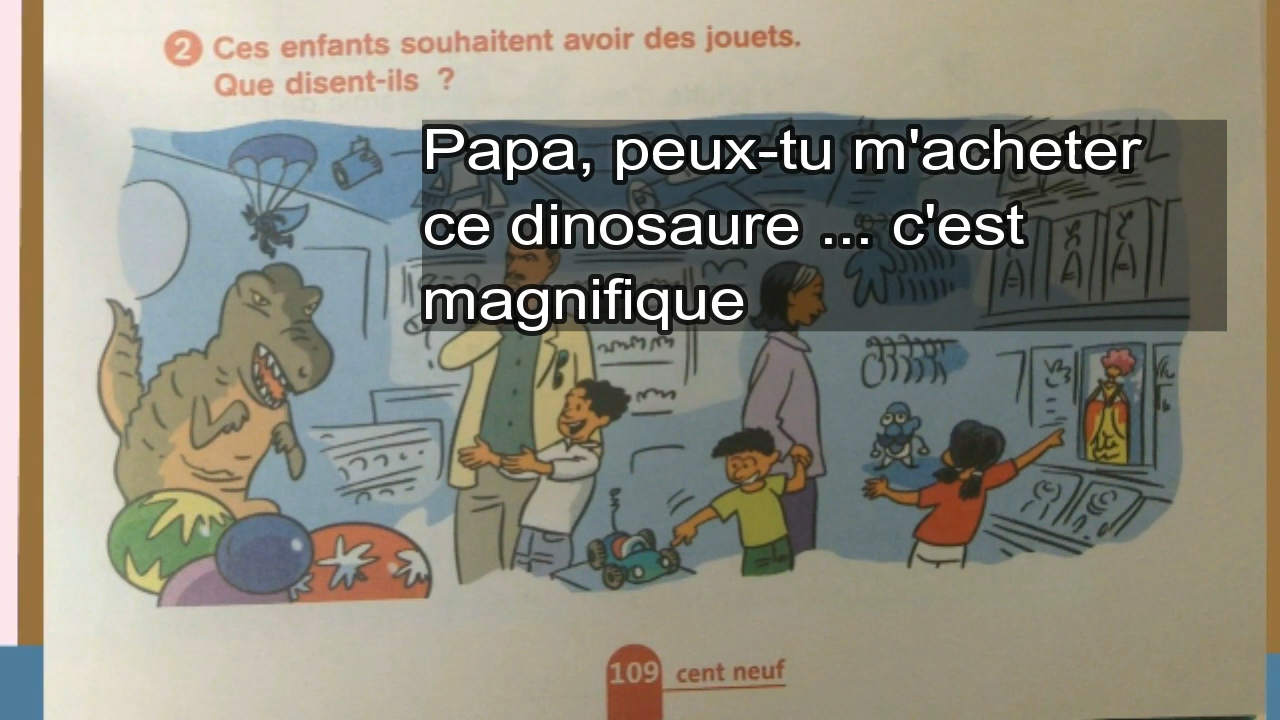 2 Ces enfants souhaitent avoir des jouets.
Que disent-ils ?
Papa, peux-tu m'acheter
ce dinosaure ... c'est
magnifique
109 cent neuf